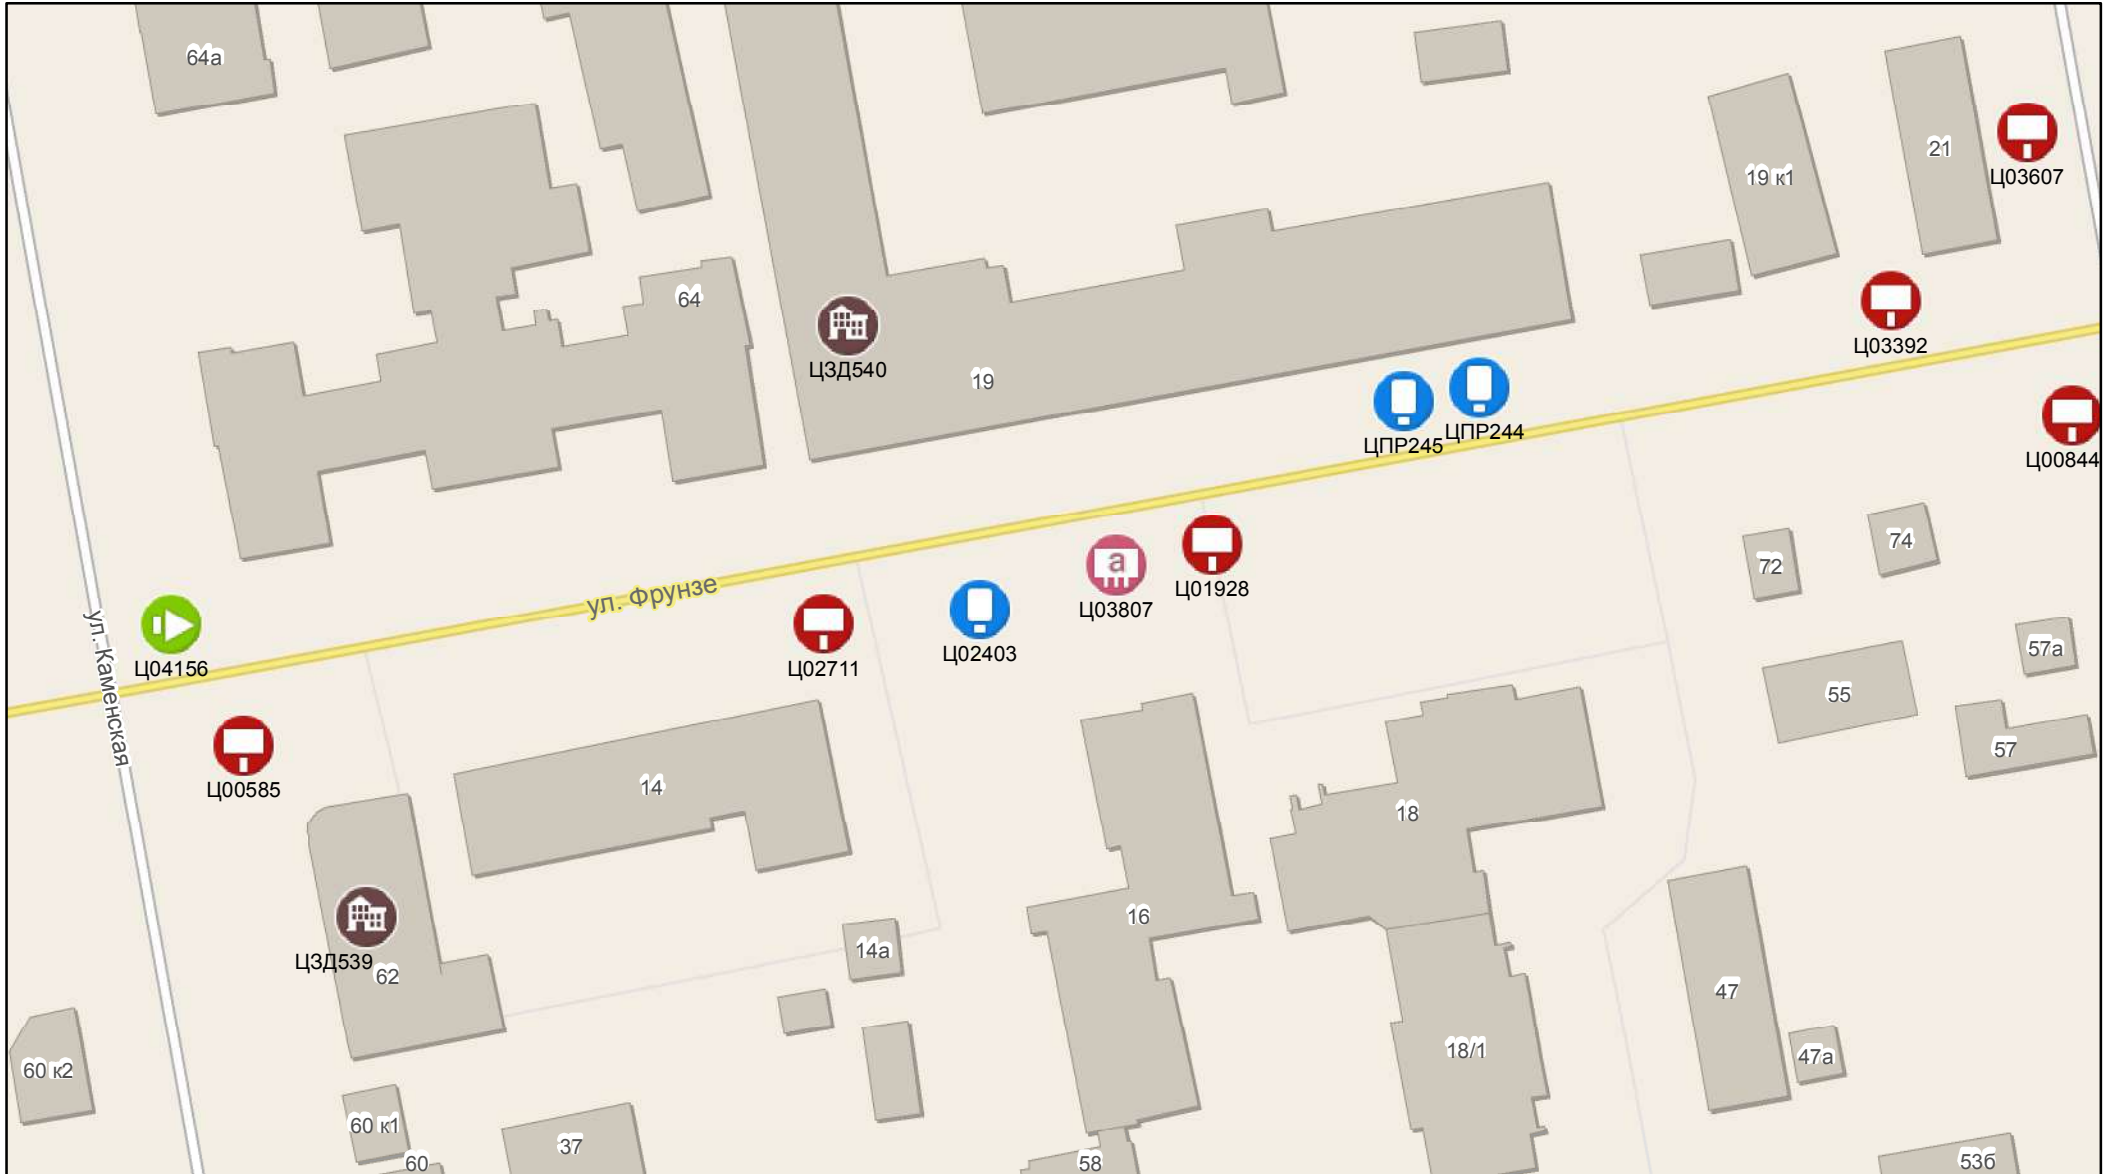 64а
21
Ц03607
19 к1
64
Ц03392
ЦЗД540
19
ЦПР245
ЦПР244
Ц00844
74
72
ул. Фрунзе
Ц01928
Ц03807
Ц02403
Ц02711
Ц04156
57а
ул. Каменская
55
57
Ц00585
14
18
16
14а
ЦЗД539
62
47
18/1
47а
60 к2
60 к1
37
60
58
53б
a